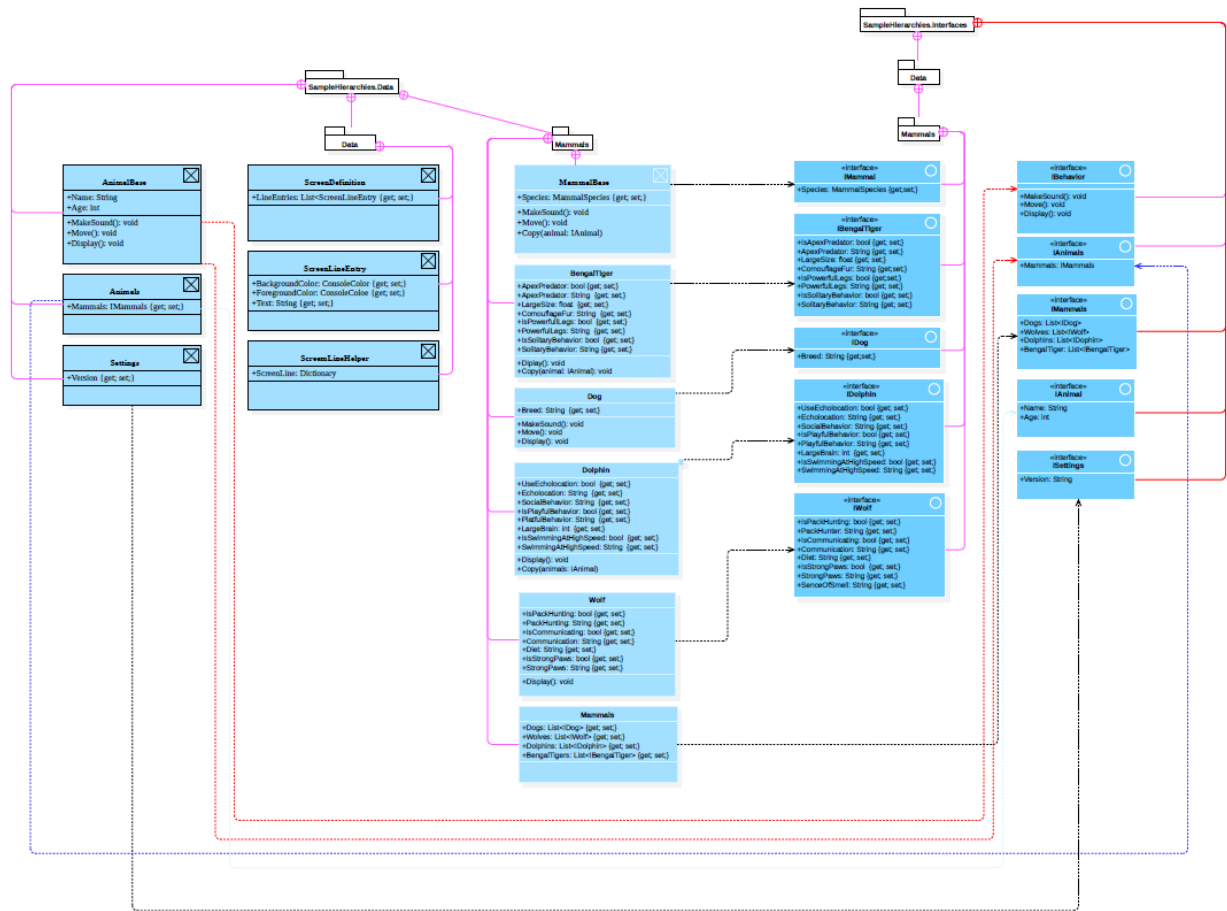 SampleHierarchies.Interfaces
Data
Mammals
SampleHierarchies.Data
Data
Mammals
AnimalBase
+Name: String
+Age: int
+MakeSound(): void
+Move(): void
+Display(): void
Animals
+Mammals: IMammals {get; set;}
Settings
+Version {get; set;}
ScreenDefinition
+LineEntries: List<ScreenLineEntry {get; set;}
ScreenLineEntry
+BackgroundColor: ConsoleColor {get; set;}
+ForegroundColor: ConsoleColoe {get; set;}
+Text: String {get; set;}
ScreemLineHelper
+ScreenLine: Dictionary
MammalBase
+Species: MammalSpecies {get; set;}
+MakeSound(): void
+Move(): void
+Copy(animal: IAnimal)
BengalTiger
+ApexPredator: bool {get; set;}
+ApexPredator: String {get; set;}
+LargeSize: float {get; set;}
+ComouflageFur: String {get; set;}
+IsPowerfulLegs: bool {get; set;}
+PowerfulLegs: String {get; set;}
+IsSolitaryBehavior: bool {get; set;}
+SolitaryBehavior: String {get; set;}
+Diplay(): void
+Copy(animal: IAnimal): void
Dog
+Breed: String {get; set;}
+MakeSound(): void
+Move(): void
+Display(): void
Dolphin
+UseEcholocation: bool {get; set;}
+Echolocation: String {get; set;}
+SocialBehavior: String {get; set;}
+IsPlayfulBehavior: bool {get; set;}
+PlatfulBehavior: String {get; set;}
+LargeBrain: int {get; set;}
+IsSwimmingAtHighSpeed: bool {get; set;}
+SwimmingAtHighSpeed: String {get; set;}
+Display(): void
+Copy(animals: IAnimal)
Wolf
+IsPackHunting: bool {get; set;}
+PackHunting: String {get; set;}
+IsCommunicating: bool {get; set;}
+Communication: String {get; set;}
+Diet: String {get; set;}
+IsStrongPaws: bool {get; set;}
+StrongPaws: String {get; set;}
+Display(): void
Mammals
+Dogs: List<IDog> {get; set;}
+Wolves: List<IWolf> {get; set;}
+Dolphins: List<IDolphin> {get; set;}
+BengalTigers: List<IBengalTiger> {get; set;}
«interface»
IMammal
+Species: MammalSpecies {get;set;}
«interface»
IBengalTiger
+IsApexPredator: bool {get; set;}
+ApexPredator: String {get; set;}
+LargeSize: float {get; set;}
+ComouflageFur: String {get;set;}
+IsPowerfulLegs: bool {get; set;}
+PowerfulLegs: String {get; set;}
+IsSolitaryBehavior: bool {get; set;}
+SolitaryBehavior: String {get; set;}
«interface»
IDog
+Breed: String {get;set;}
«interface»
IDolphin
+UseEcholocation: bool {get; set;}
+Echolocation: String {get; set;}
+SocialBehavior: String {get; set;}
+IsPlayfulBehavior: bool {get; set;}
+PlayfulBehavior: String {get; set;}
+LargeBrain: int {get; set;}
+IsSwimmingAtHighSpeed: bool {get; set;}
+SwimmingAtHighSpeed: String {get; set;}
«interface»
IWolf
+IsPackHunting: bool {get; set;}
+PackHunter: String {get; set;}
+IsCommunicating: bool {get; set;}
+Communication: String {get; set;}
+Diet: String {get; set;}
+IsStrongPaws: bool {get; set;}
+StrongPaws: String {get; set;}
+SenceOfSmell: String {get; set;}
«interface»
IBehavior
+MakeSound(): void
+Move(): void
+Display(): void
«interface»
IAnimals
+Mammals: IMammals
«interface»
IMammals
+Dogs: List<IDog>
+Wolves: List<IWolf>
+Dolphins: List<IDophin>
+BengalTiger: List<IBengalTiger>
«interface»
IAnimal
+Name: String
+Age: int
«interface»
ISettings
+Version: String